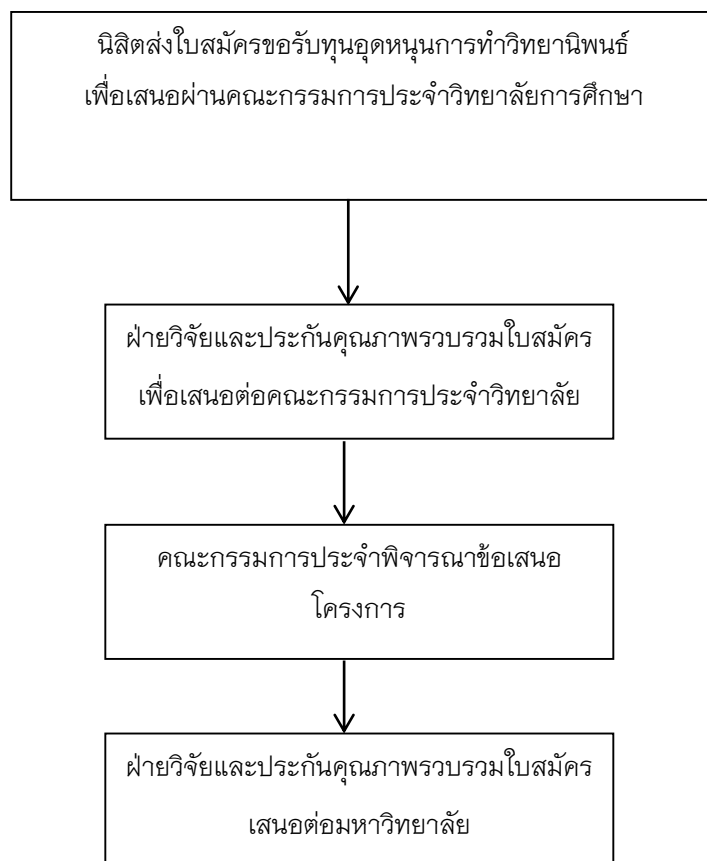 นิสิตส่งใบสมัครขอรับทุนอุดหนุนการทำวิทยานิพนธ์
เพื่อเสนอผ่านคณะกรรมการประจำวิทยาลัยการศึกษา
ฝ่ายวิจัยและประกันคุณภาพรวบรวมใบสมัคร
เพื่อเสนอต่อคณะกรรมการประจำวิทยาลัย
คณะกรรมการประจำพิจารณาข้อเสนอ
โครงการ
ฝ่ายวิจัยและประกันคุณภาพรวบรวมใบสมัคร
เสนอต่อมหาวิทยาลัย